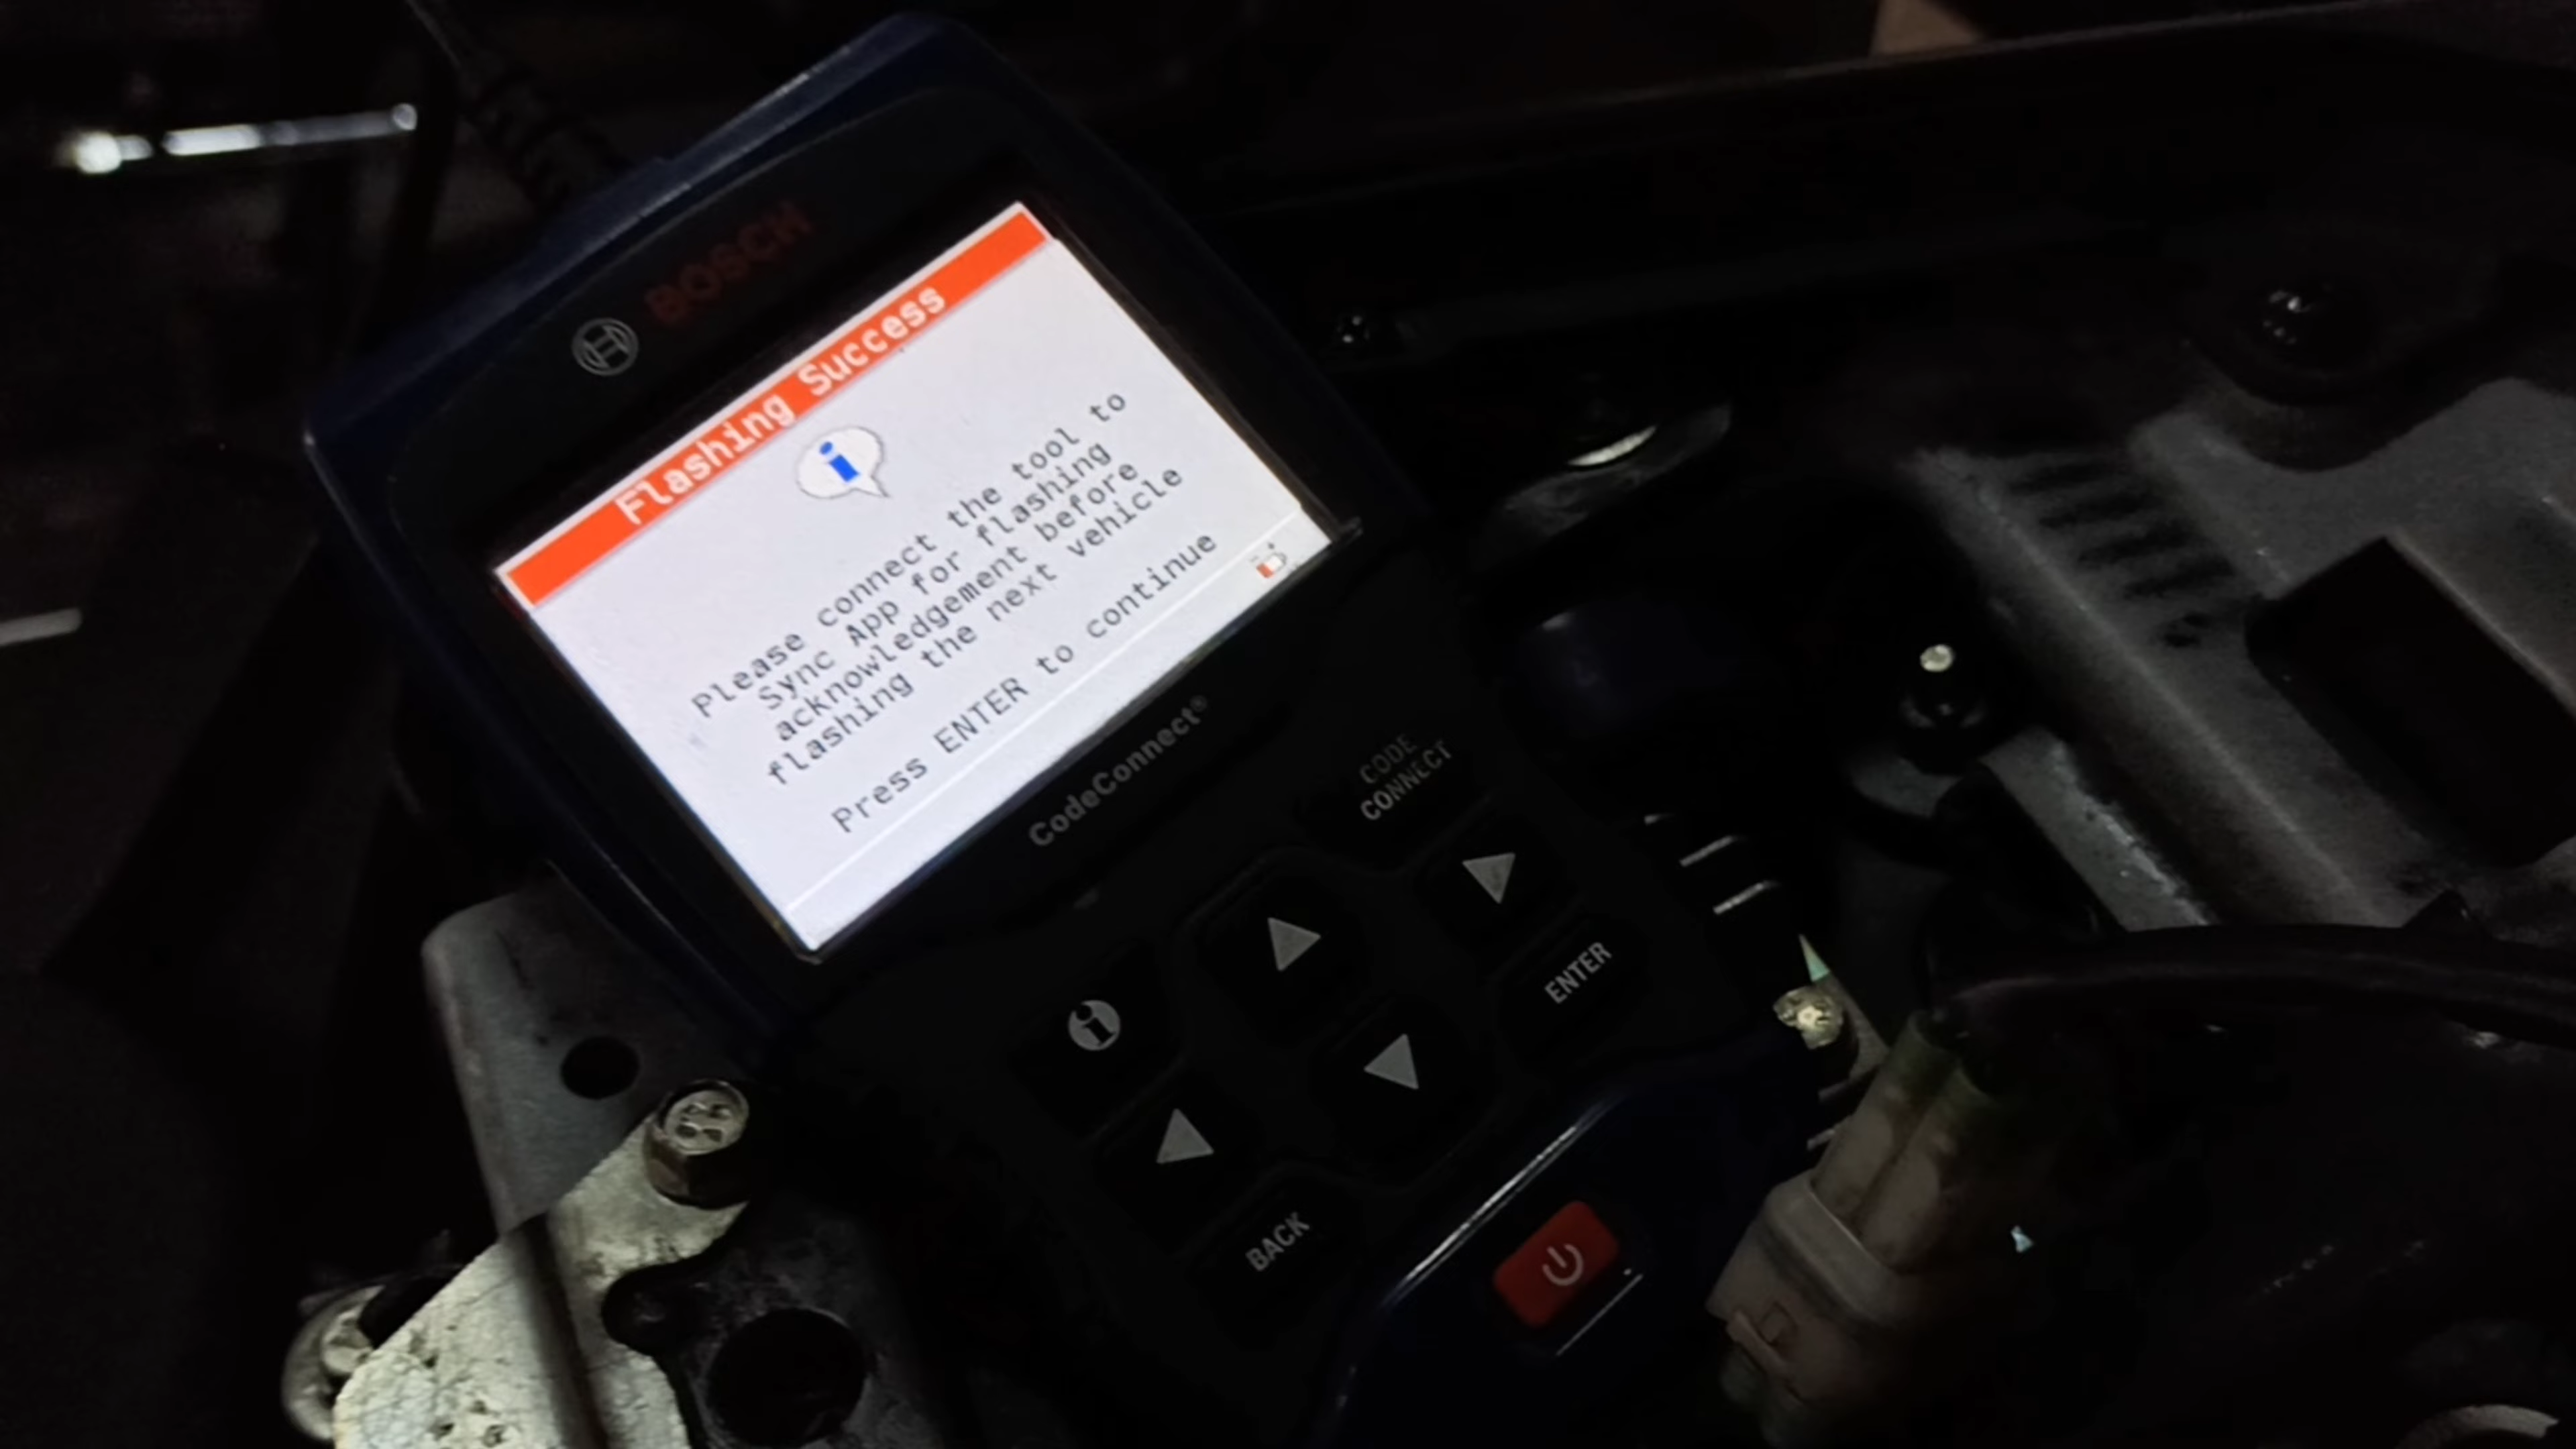 BOSCH
Flashing Success
Please connect the tool to
Sync App for flashing
acknowledgement before
flashing the next vehicle
Press ENTER to continue
CodeConnect®
CODE
CONNECT
ENTER
BACK